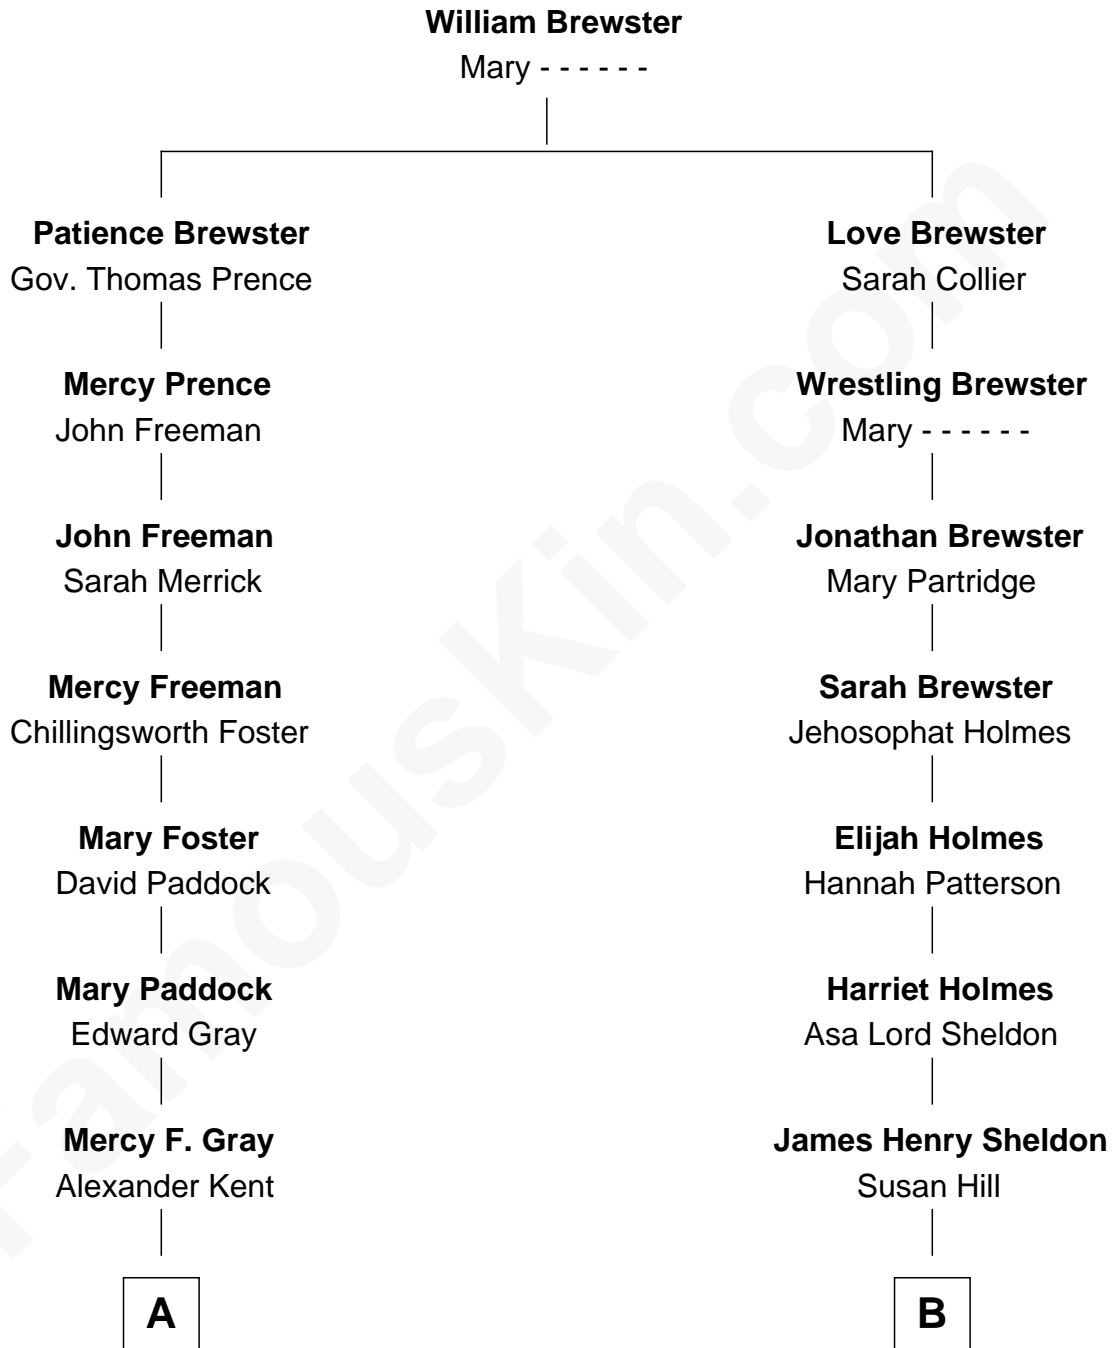 William Brewster
Mary - - - - - -
Patience Brewster
Gov. Thomas Prence
Love Brewster
Sarah Collier
Mercy Prence
John Freeman
Wrestling Brewster
Mary - - - - - -
John Freeman
Sarah Merrick
Jonathan Brewster
Mary Partridge
Mercy Freeman
Chillingsworth Foster
Sarah Brewster
Jehosophat Holmes
Mary Foster
David Paddock
Elijah Holmes
Hannah Patterson
Mary Paddock
Edward Gray
Harriet Holmes
Asa Lord Sheldon
Mercy F. Gray
Alexander Kent
James Henry Sheldon
Susan Hill
A
B
FamousKin.com